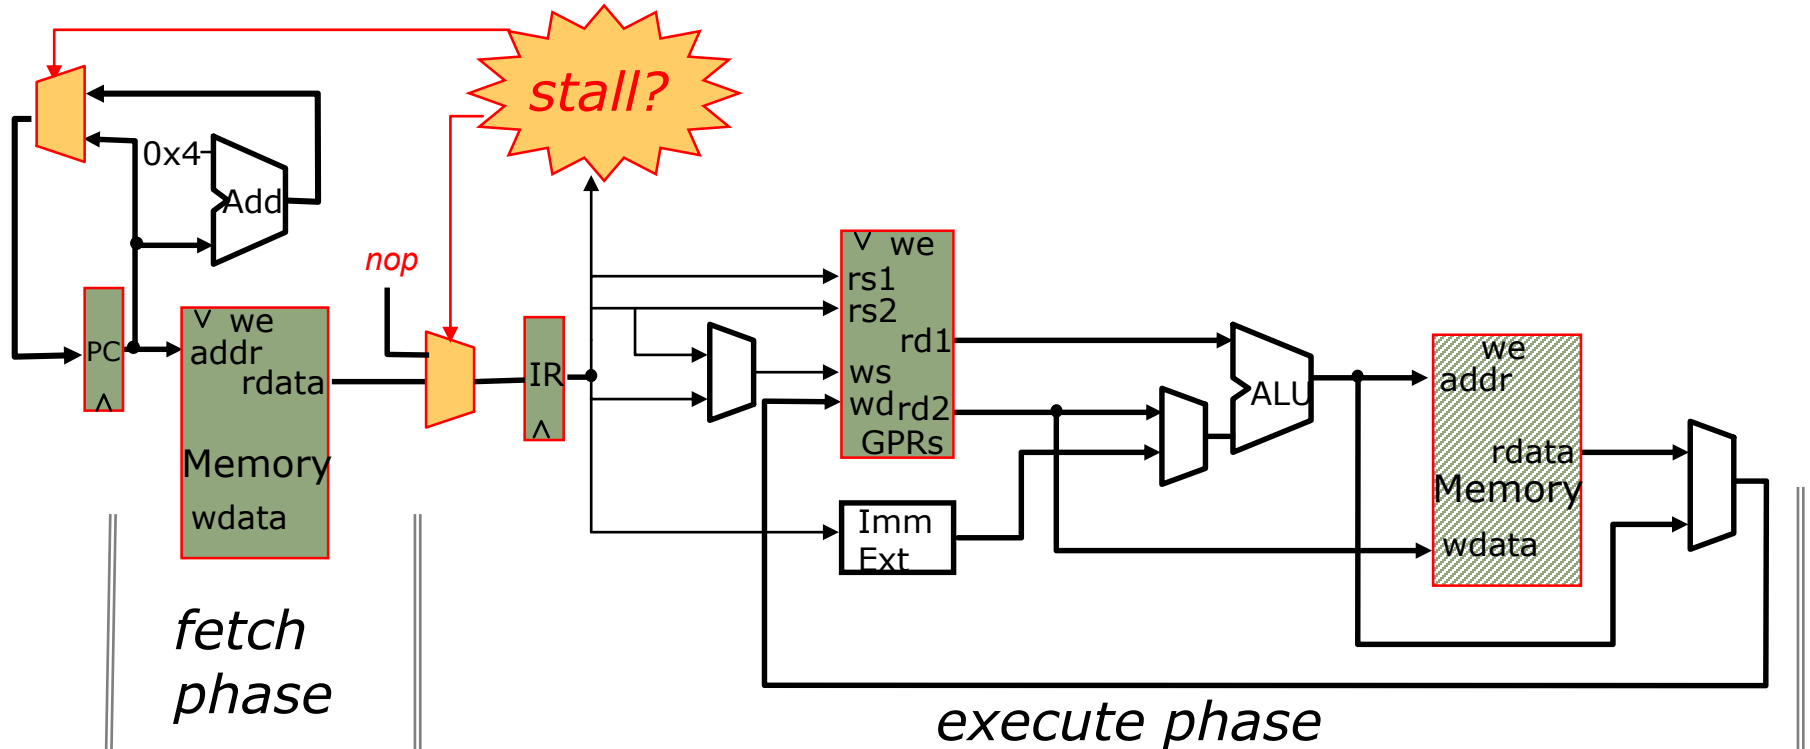 stall?
0x4
Add
nop
PC
we
addr
rdata
Memory
wdata
IR
we
rs1
rs2
rd1
ws
wd
rd2
GPRs
Imm
Ext
ALU
we
addr
rdata
Memory
wdata
fetch
phase
execute phase